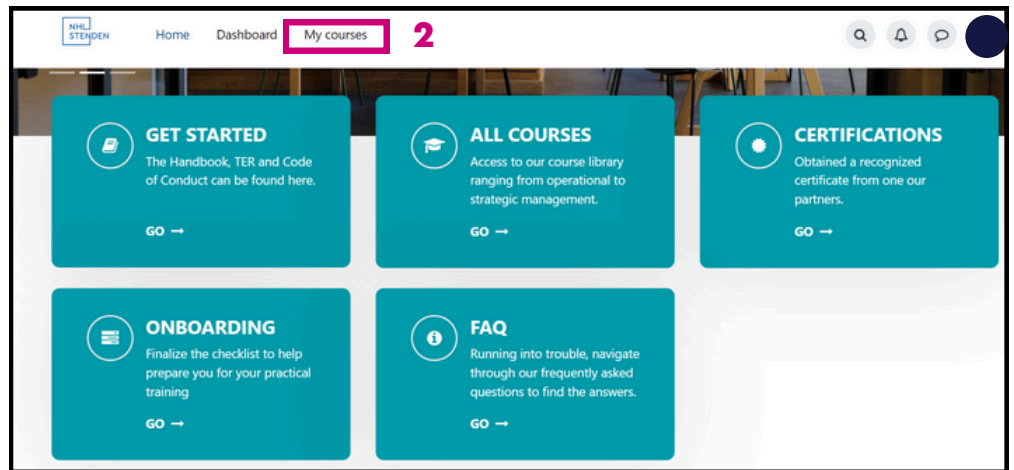 NHL
STENDEN
Home Dashboard My courses 2
GET STARTED
The Handbook, TER and Code
of Conduct can be found here.
GO →
ALL COURSES
Access to our course library
ranging from operational to
strategic management.
GO →
CERTIFICATIONS
Obtained a recognized
certificate from one our
partners.
GO →
ONBOARDING
Finalize the checklist to help
prepare you for your practical
training
GO →
FAQ
Running into trouble, navigate
through our frequently asked
questions to find the answers.
GO →